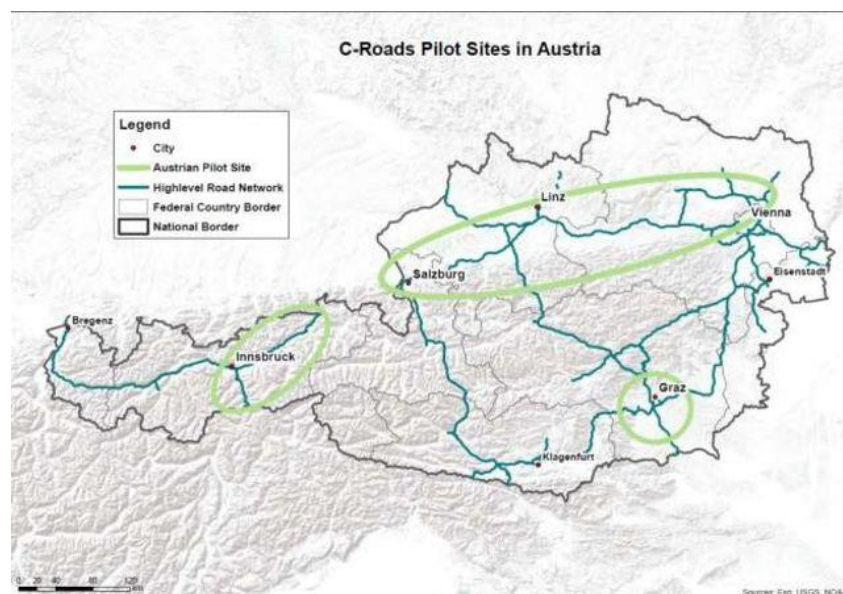 C-Roads Pilot Sites in Austria
Legend
City
Austrian Pilot Site
Highlevel Road Network
Federal Country Border
National Border
Linz
Vienna
Salzburg
Eisenstadt
Bregenz
Innsbruck
Graz
Klagenfurt
0 20 40 80 120
Sources: Esri, USGS, NOAA